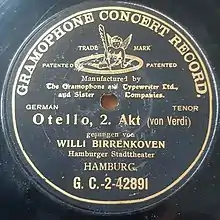 GRAMOPHONE CONCERT RECORD.
TRADE MARK
PATENTED PATENTED
Manufactured by
The Gramophone and Typewriter Ltd.,
and Sister Companies.
GERMAN TENOR
Otello, 2. Akt (von Verdi)
gesungen von
WILLI BIRRENKOVEN
Hamburger Stadttheater
HAMBURG.
G. C.-2-42891